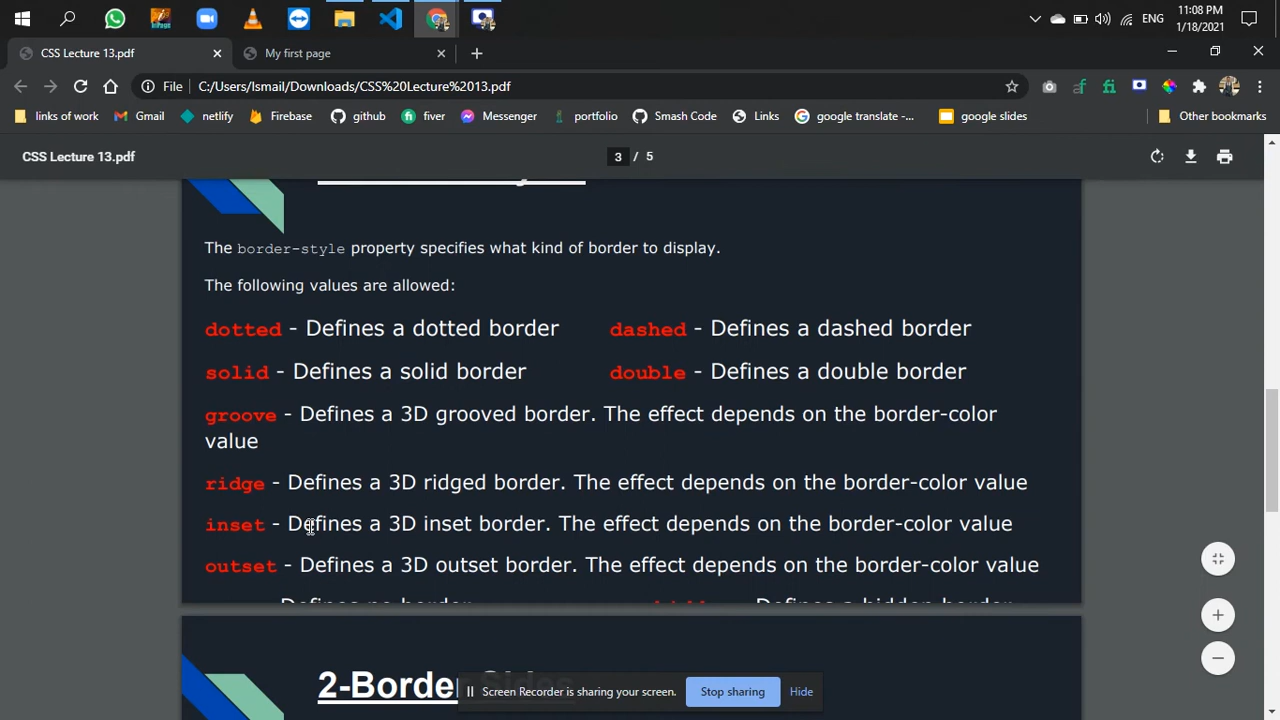 11:08 PM
ENG
1/18/2021
CSS Lecture 13.pdf
My first page
File
C:/Users/Ismail/Downloads/CSS%20Lecture%2013.pdf
links of work
Gmail
netlify
Firebase
github
fiver
Messenger
portfolio
Smash Code
Links
google translate -...
google slides
Other bookmarks
CSS Lecture 13.pdf
3 / 5
The border-style property specifies what kind of border to display.
The following values are allowed:
dotted - Defines a dotted border
dashed - Defines a dashed border
solid - Defines a solid border
double - Defines a double border
groove - Defines a 3D grooved border. The effect depends on the border-color
value
ridge - Defines a 3D ridged border. The effect depends on the border-color value
inset - Defines a 3D inset border. The effect depends on the border-color value
outset - Defines a 3D outset border. The effect depends on the border-color value
- Defines no border
- Defines a hidden border
2-Border Sides
Screen Recorder is sharing your screen.
Stop sharing
Hide